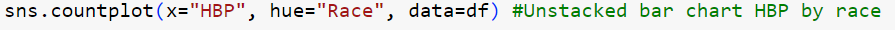 sns.countplot(x="HBP", hue="Race", data=df) #Unstacked bar chart HBP by race